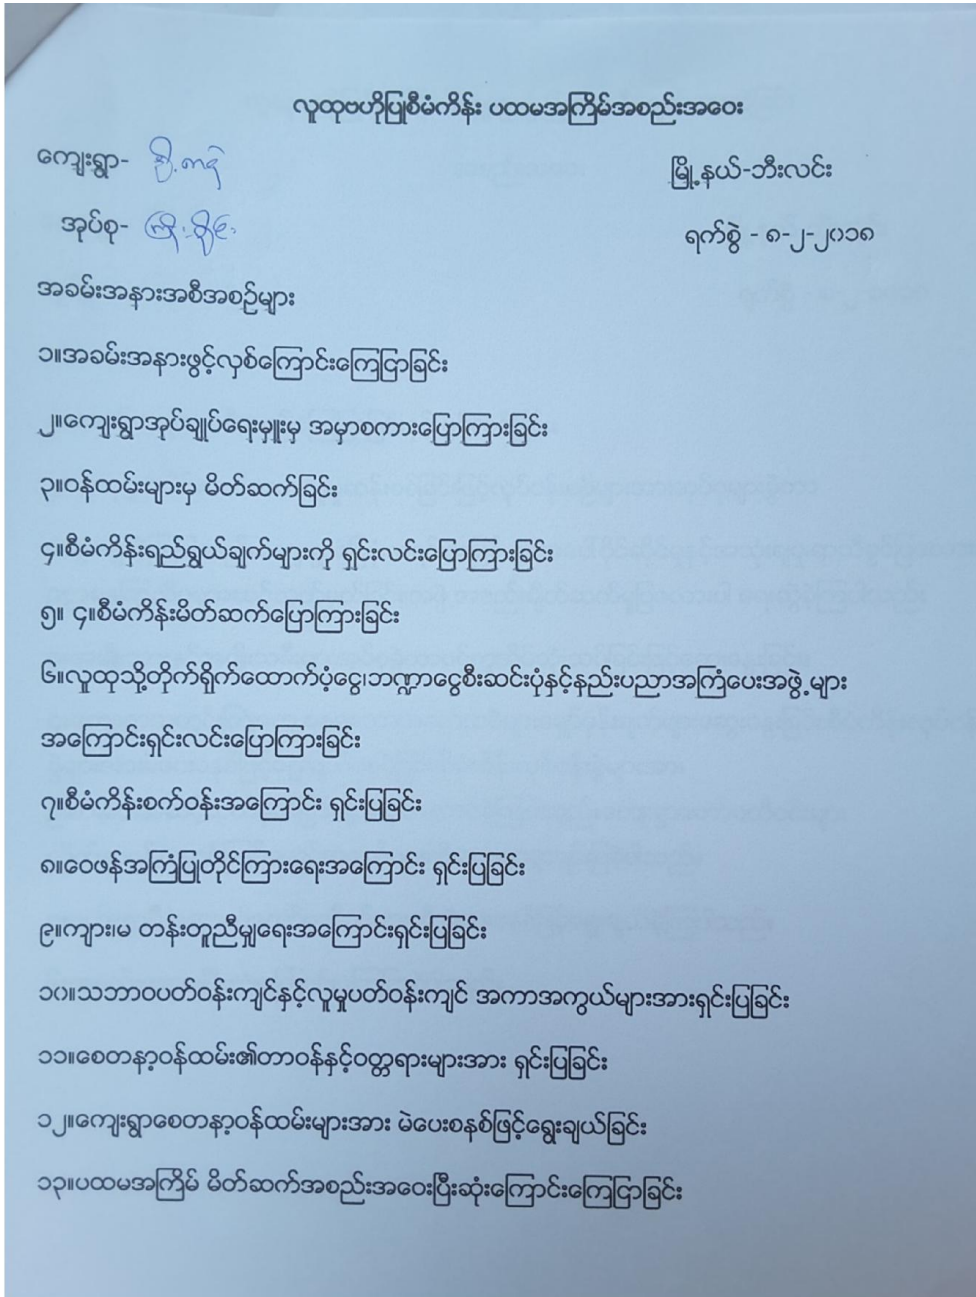 လူထုဗဟိုပြုစီမံကိန်း ပထမအကြိမ်အစည်းအဝေး
ကျေးရွာ-
မြို့နယ်-ဘီးလင်း
အုပ်စု-
ရက်စွဲ - ၈-၂-၂၀၁၈
အခမ်းအနားအစီအစဉ်များ
၁။အခမ်းအနားဖွင့်လှစ်ကြောင်းကြေငြာခြင်း
၂။ကျေးရွာအုပ်ချုပ်ရေးမှူးမှ အမှာစကားပြောကြားခြင်း
၃။ဝန်ထမ်းများမှ မိတ်ဆက်ခြင်း
၄။စီမံကိန်းရည်ရွယ်ချက်များကို ရှင်းလင်းပြောကြားခြင်း
၅။ ၄။စီမံကိန်းမိတ်ဆက်ပြောကြားခြင်း
၆။လူထုသို့တိုက်ရိုက်ထောက်ပံ့ငွေ၊ဘဏ္ဍာငွေစီးဆင်းပုံနှင့်နည်းပညာအကြံပေးအဖွဲ့များ
အကြောင်းရှင်းလင်းပြောကြားခြင်း
၇။စီမံကိန်းစက်ဝန်းအကြောင်း ရှင်းပြခြင်း
၈။ဝေဖန်အကြံပြုတိုင်ကြားရေးအကြောင်း ရှင်းပြခြင်း
၉။ကျား၊မ တန်းတူညီမျှရေးအကြောင်းရှင်းပြခြင်း
၁၀။သဘာဝပတ်ဝန်းကျင်နှင့်လူမှုပတ်ဝန်းကျင် အကာအကွယ်များအားရှင်းပြခြင်း
၁၁။စေတနာ့ဝန်ထမ်း၏တာဝန်နှင့်ဝတ္တရားများအား ရှင်းပြခြင်း
၁၂။ကျေးရွာစေတနာ့ဝန်ထမ်းများအား မဲပေးစနစ်ဖြင့်ရွေးချယ်ခြင်း
၁၃။ပထမအကြိမ် မိတ်ဆက်အစည်းအဝေးပြီးဆုံးကြောင်းကြေငြာခြင်း